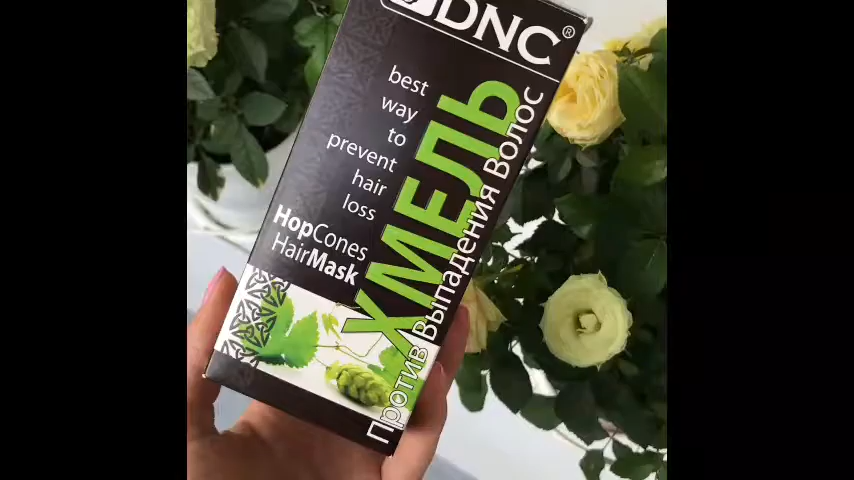 DNC®
best
way
to
prevent
hair
loss
HopCones
HairMask
ХМЕЛЬ
Против Выпадения Волос